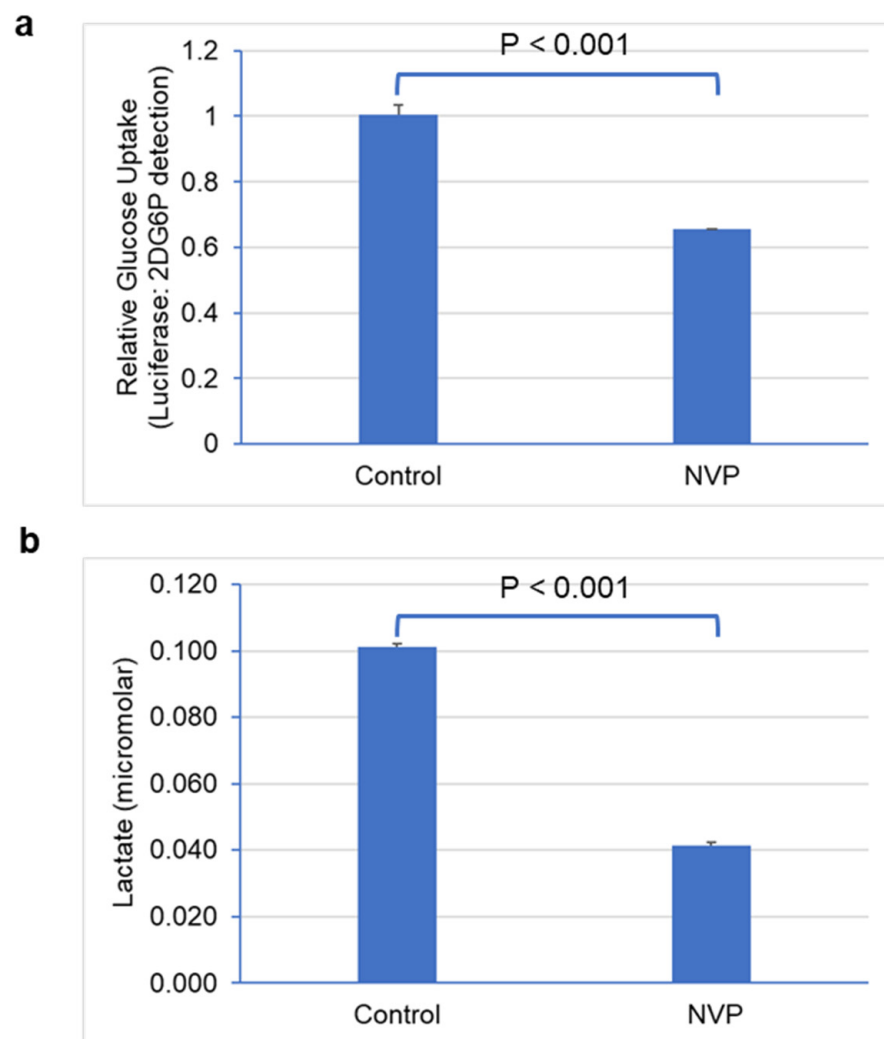 a
P < 0.001
Relative Glucose Uptake
(Luciferase: 2DG6P detection)
1.2
1
0.8
0.6
0.4
0.2
0
Control NVP
b
P < 0.001
Lactate (micromolar)
0.120
0.100
0.080
0.060
0.040
0.020
0.000
Control NVP